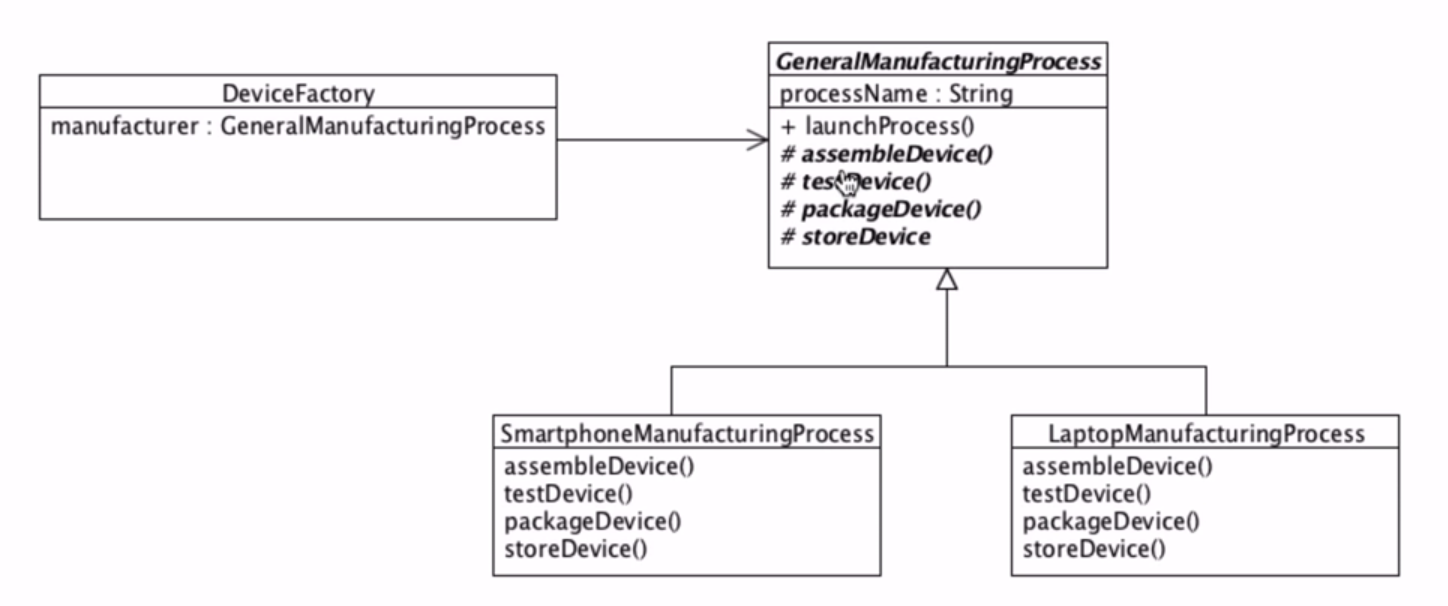 DeviceFactory
manufacturer : GeneralManufacturingProcess
GeneralManufacturingProcess
processName : String
+ launchProcess()
# assembleDevice()
# testDevice()
# packageDevice()
# storeDevice
SmartphoneManufacturingProcess
assembleDevice()
testDevice()
packageDevice()
storeDevice()
LaptopManufacturingProcess
assembleDevice()
testDevice()
packageDevice()
storeDevice()